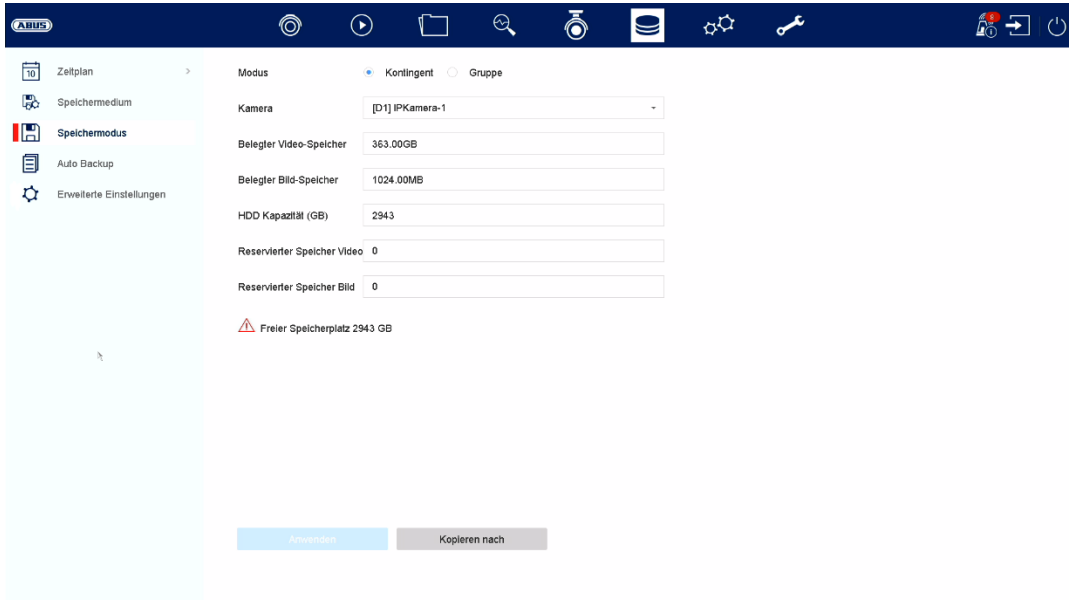 ABUS
10 Zeitplan >
Speichermedium
Speichermodus
Auto Backup
Erweiterte Einstellungen
Modus Kontingent Gruppe
Kamera [D1] IPKamera-1
Belegter Video-Speicher 363.00GB
Belegter Bild-Speicher 1024.00MB
HDD Kapazität (GB) 2943
Reservierter Speicher Video 0
Reservierter Speicher Bild 0
Freier Speicherplatz 2943 GB
Anwenden Kopieren nach